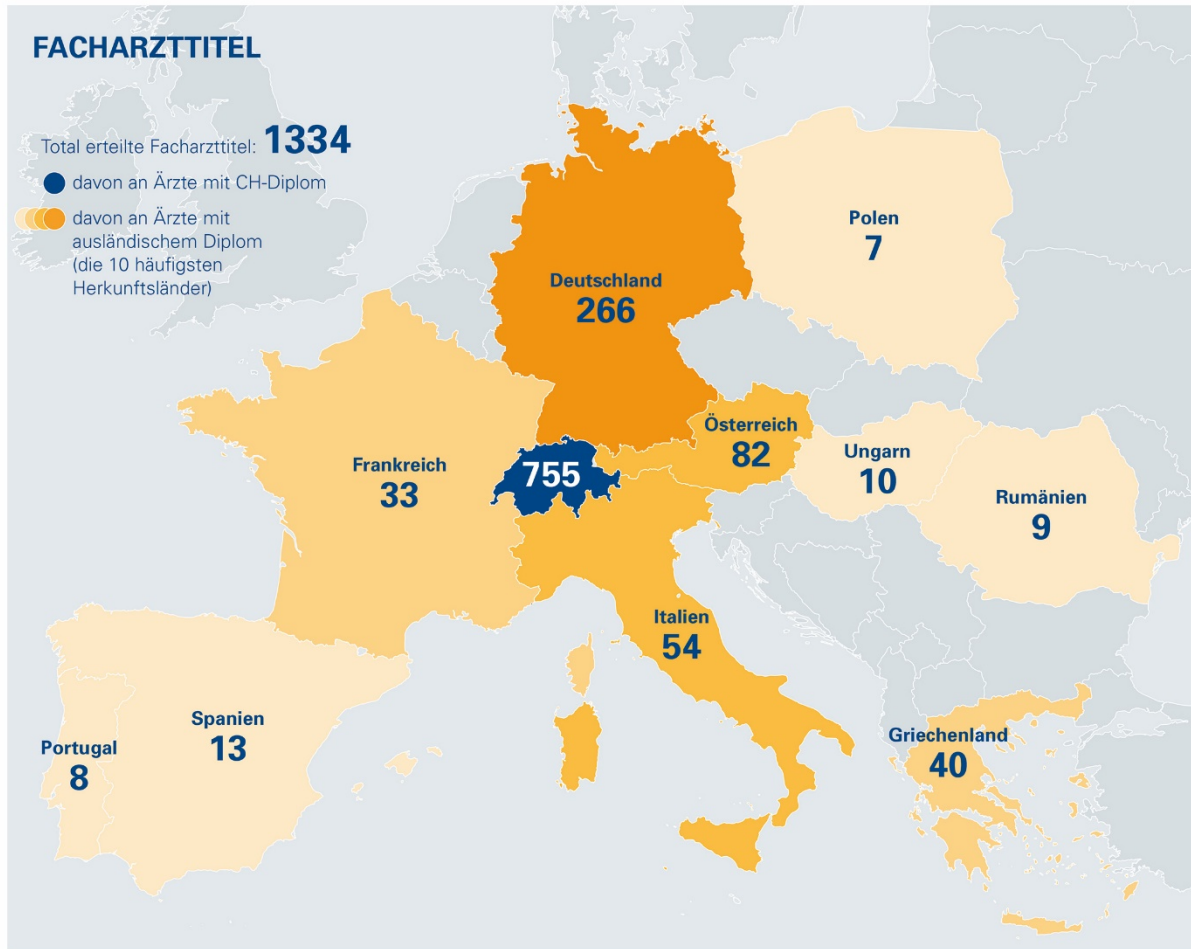 FACHARZTTITEL
Total erteilte Facharzttitel: 1334
davon an Ärzte mit CH-Diplom
davon an Ärzte mit
ausländischem Diplom
(die 10 häufigsten
Herkunftsländer)
Polen
7
Deutschland
266
Österreich
82
Ungarn
10
Frankreich
33
755
Rumänien
9
Italien
54
Spanien
13
Portugal
8
Griechenland
40